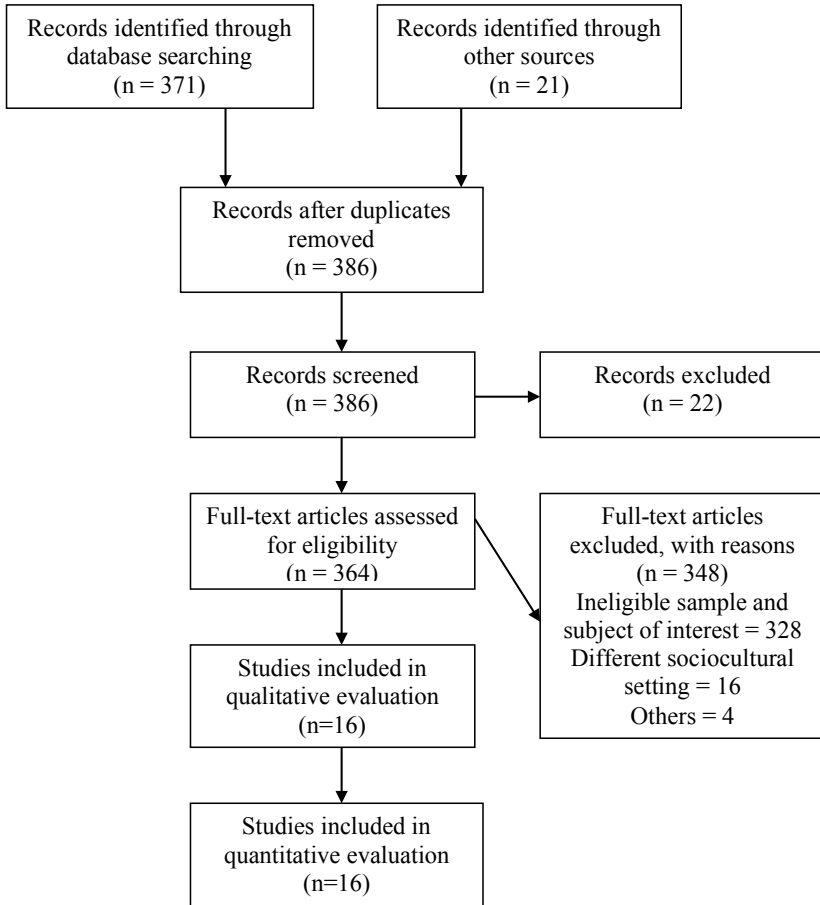 Records identified through
database searching
(n = 371)
Records identified through
other sources
(n = 21)
Records after duplicates
removed
(n = 386)
Records screened
(n = 386)
Records excluded
(n = 22)
Full-text articles assessed
for eligibility
(n = 364)
Full-text articles
excluded, with reasons
(n = 348)
Ineligible sample and
subject of interest = 328
Different sociocultural
setting = 16
Others = 4
Studies included in
qualitative evaluation
(n=16)
Studies included in
quantitative evaluation
(n=16)